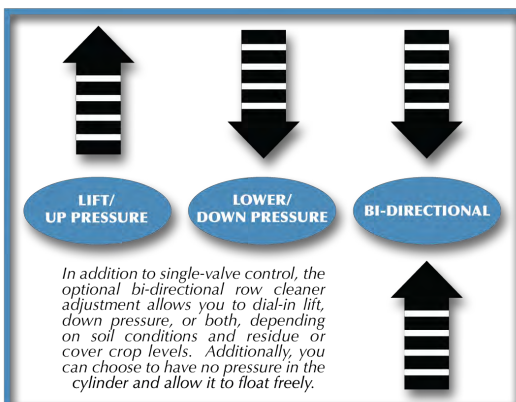 LIFT/
UP PRESSURE
LOWER/
DOWN PRESSURE
BI-DIRECTIONAL
In addition to single-valve control, the
optional bi-directional row cleaner
adjustment allows you to dial-in lift,
down pressure, or both, depending
on soil conditions and residue or
cover crop levels. Additionally, you
can choose to have no pressure in the
cylinder and allow it to float freely.